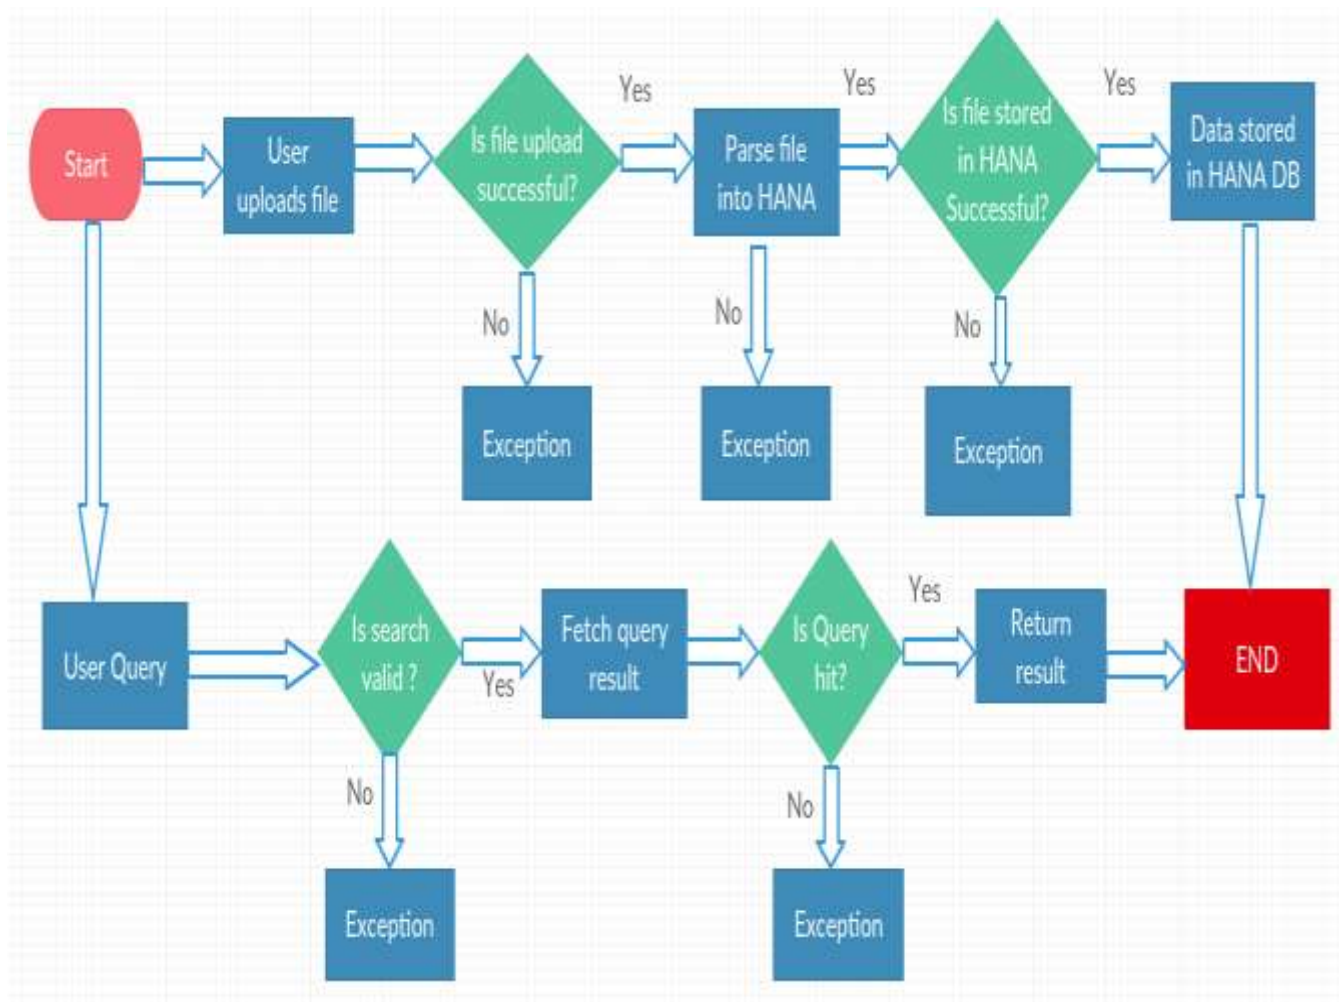 Start
User
uploads file
Is file upload
successful?
Yes
Parse file
into HANA
Yes
Is file stored
in HANA
Successful?
Yes
Data stored
in HANA DB
No
Exception
No
Exception
No
Exception
User Query
Is search
valid ?
Yes
Fetch query
result
Is Query
hit?
Yes
Return
result
END
No
Exception
No
Exception